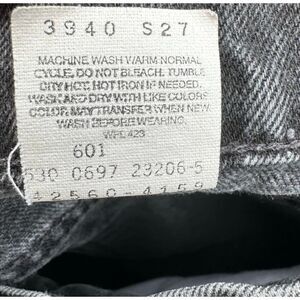 3940 S27
MACHINE WASH WARM NORMAL
CYCLE. DO NOT BLEACH. TUMBLE
DRY HOT. HOT IRON IF NEEDED.
WASH AND DRY WITH LIKE COLORS
COLOR MAY TRANSFER WHEN NEW
WASH BEFORE WEARING.
WPL 423
601
530 0697 23206-5
42560-4159